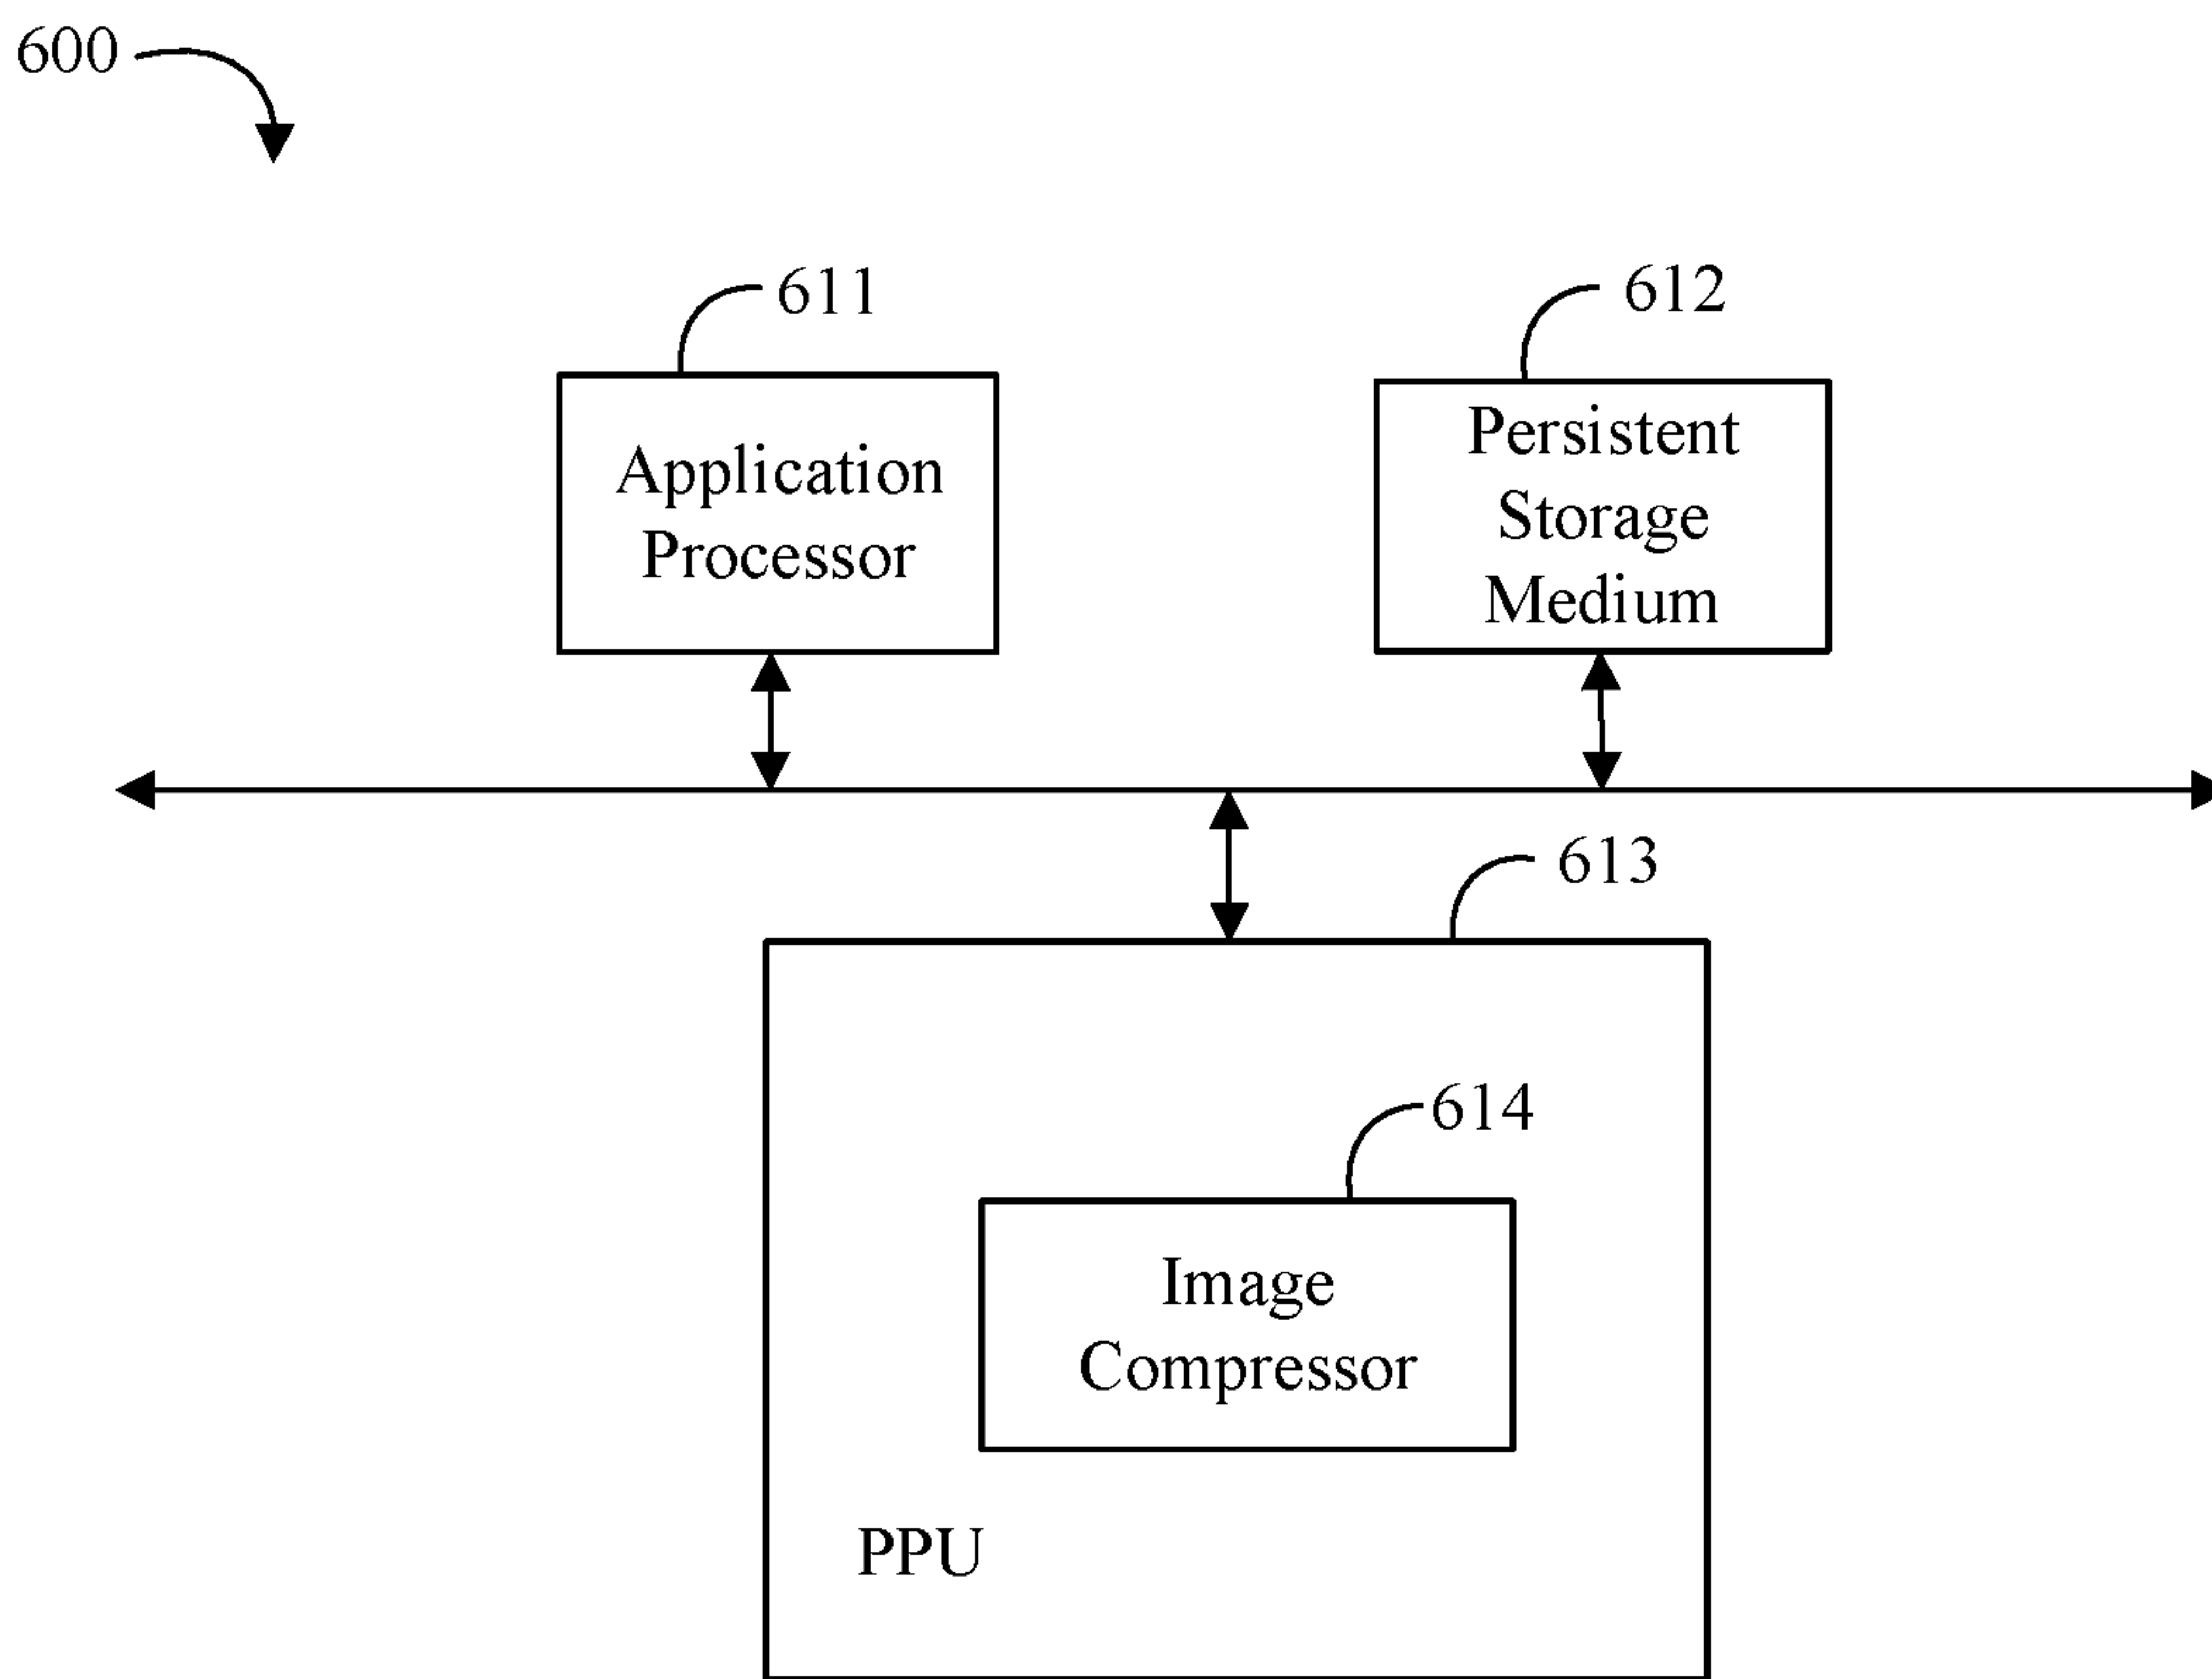 600
611
612
Application
Processor
Persistent
Storage
Medium
613
614
Image
Compressor
PPU